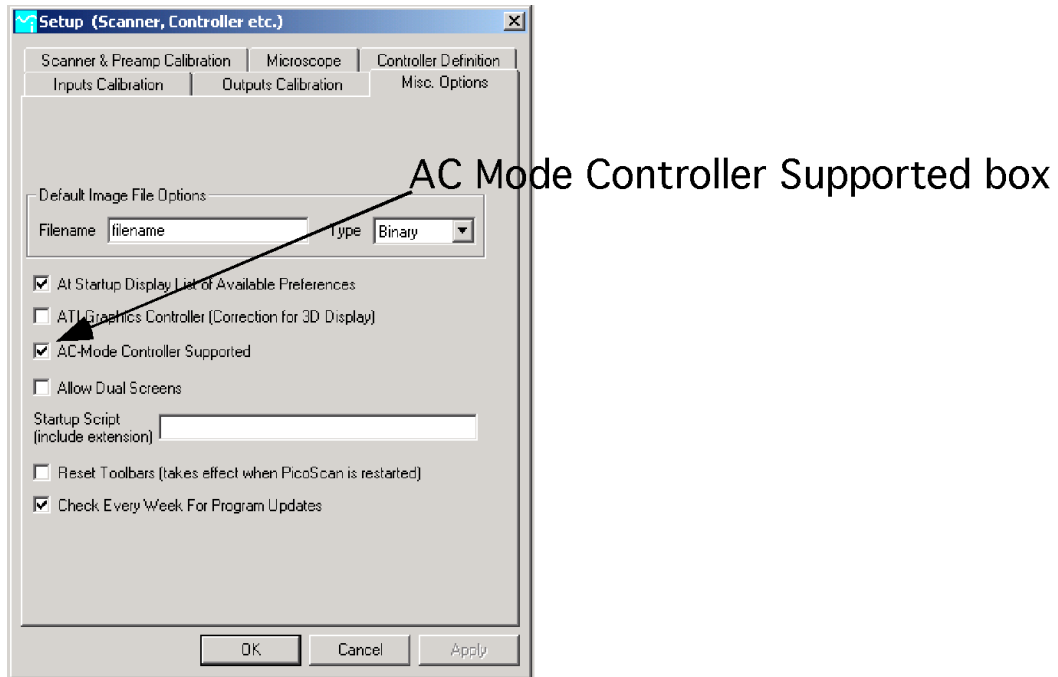 Setup (Scanner, Controller etc.)
Scanner & Preamp Calibration Microscope Controller Definition
Inputs Calibration Outputs Calibration Misc. Options
AC Mode Controller Supported box
Default Image File Options
Filename filename Type Binary
At Startup Display List of Available Preferences
ATI Graphics Controller (Correction for 3D Display)
AC-Mode Controller Supported
Allow Dual Screens
Startup Script
(include extension)
Reset Toolbars (takes effect when PicoScan is restarted)
Check Every Week For Program Updates
OK Cancel Apply